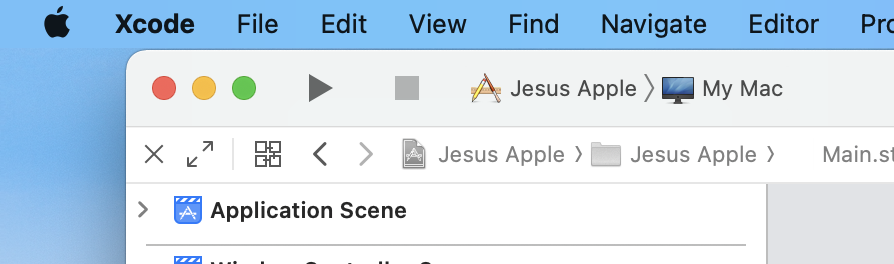 Xcode File Edit View Find Navigate Editor
Jesus Apple 〉 My Mac
Jesus Apple 〉 Jesus Apple 〉 Main.st
Application Scene